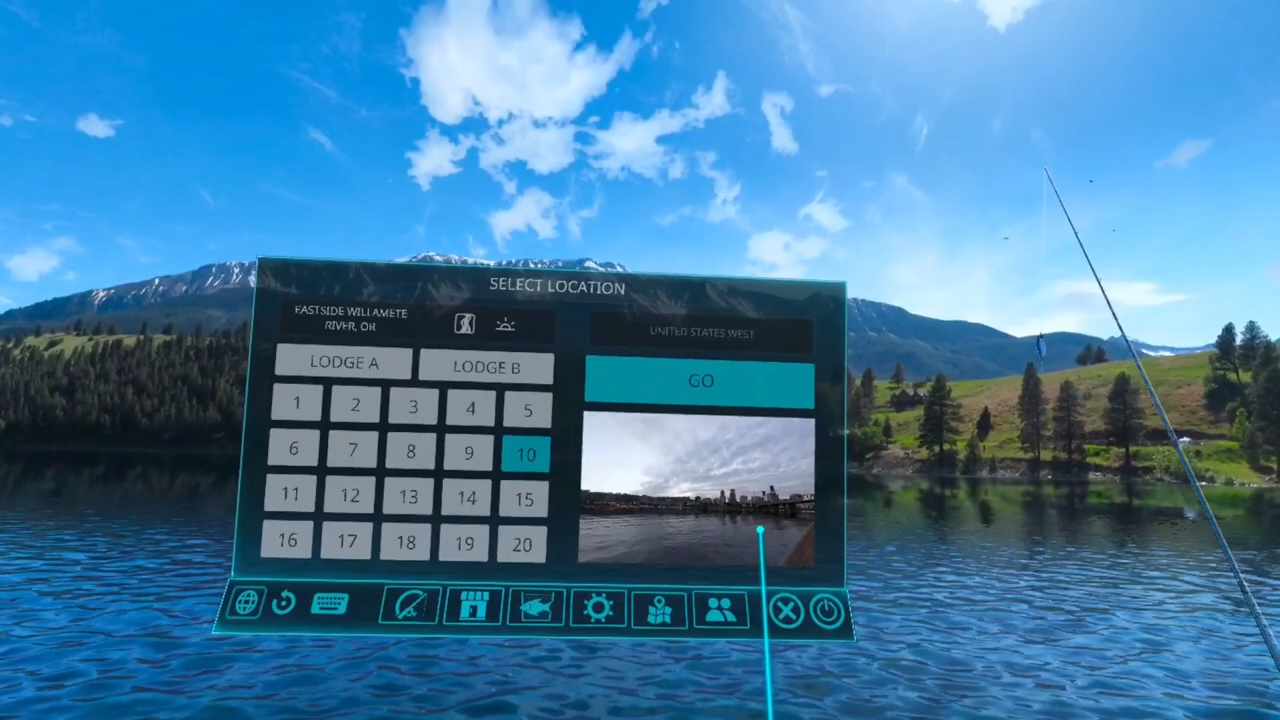 SELECT LOCATION
EASTSIDE WILLAMETE
RIVER, OR
UNITED STATES WEST
LODGE A
LODGE B
GO
1
2
3
4
5
6
7
8
9
10
11
12
13
14
15
16
17
18
19
20